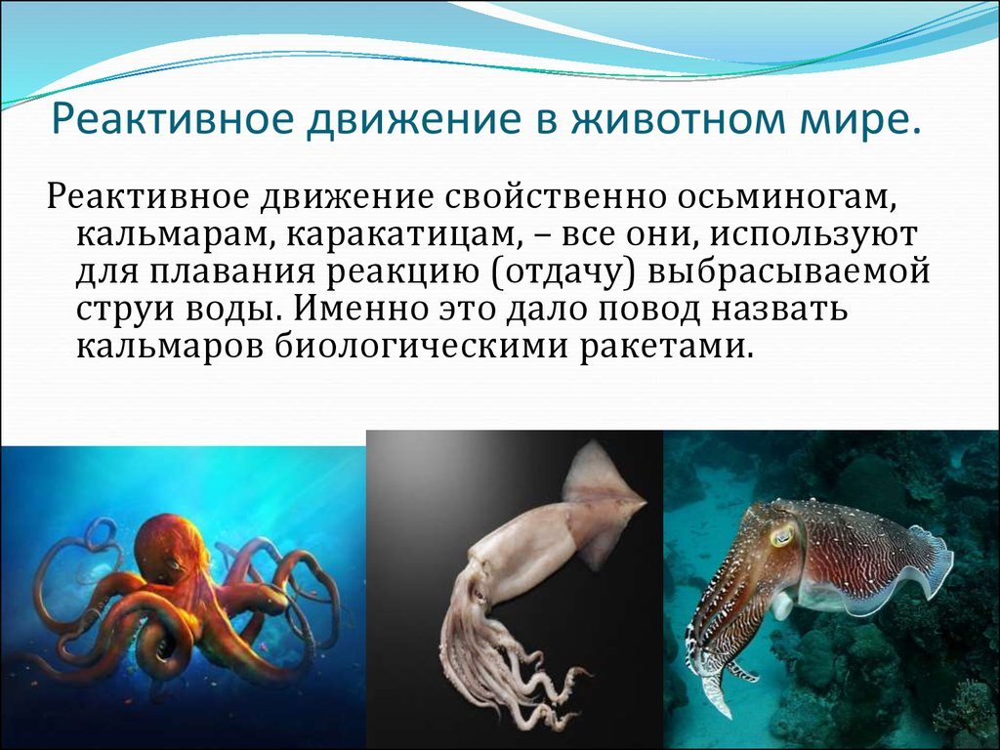 Реактивное движение в животном мире.
Реактивное движение свойственно осьминогам,
кальмарам, каракатицам, – все они, используют
для плавания реакцию (отдачу) выбрасываемой
струи воды. Именно это дало повод назвать
кальмаров биологическими ракетами.